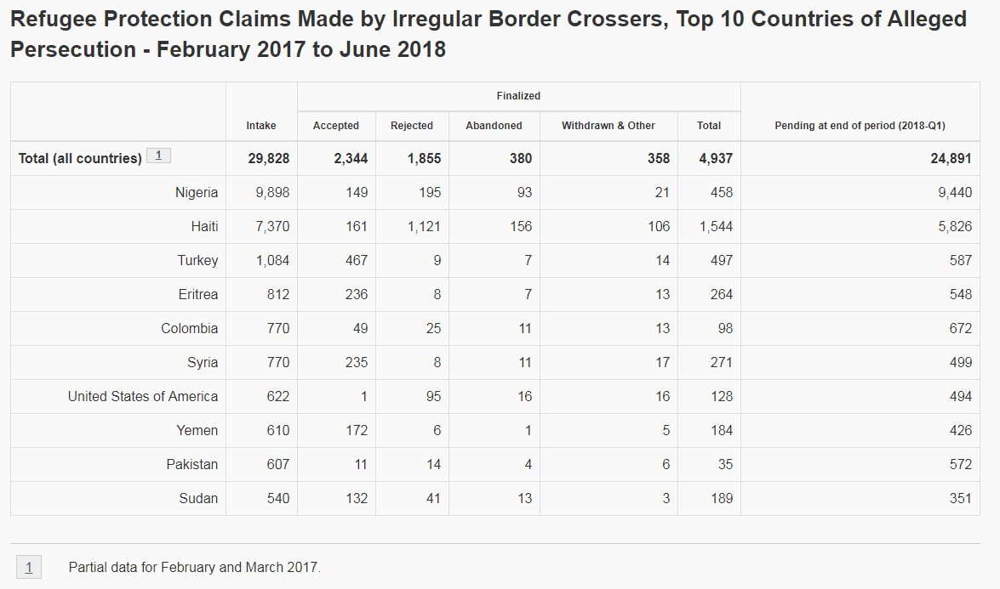 Refugee Protection Claims Made by Irregular Border Crossers, Top 10 Countries of Alleged
Persecution - February 2017 to June 2018
Finalized
Intake Accepted Rejected Abandoned Withdrawn & Other Total Pending at end of period (2018-Q1)
Total (all countries) 1 29,828 2,344 1,855 380 358 4,937 24,891
Nigeria 9,898 149 195 93 21 458 9,440
Haiti 7,370 161 1,121 156 106 1,544 5,826
Turkey 1,084 467 9 7 14 497 587
Eritrea 812 236 8 7 13 264 548
Colombia 770 49 25 11 13 98 672
Syria 770 235 8 11 17 271 499
United States of America 622 1 95 16 16 128 494
Yemen 610 172 6 1 5 184 426
Pakistan 607 11 14 4 6 35 572
Sudan 540 132 41 13 3 189 351
1 Partial data for February and March 2017.